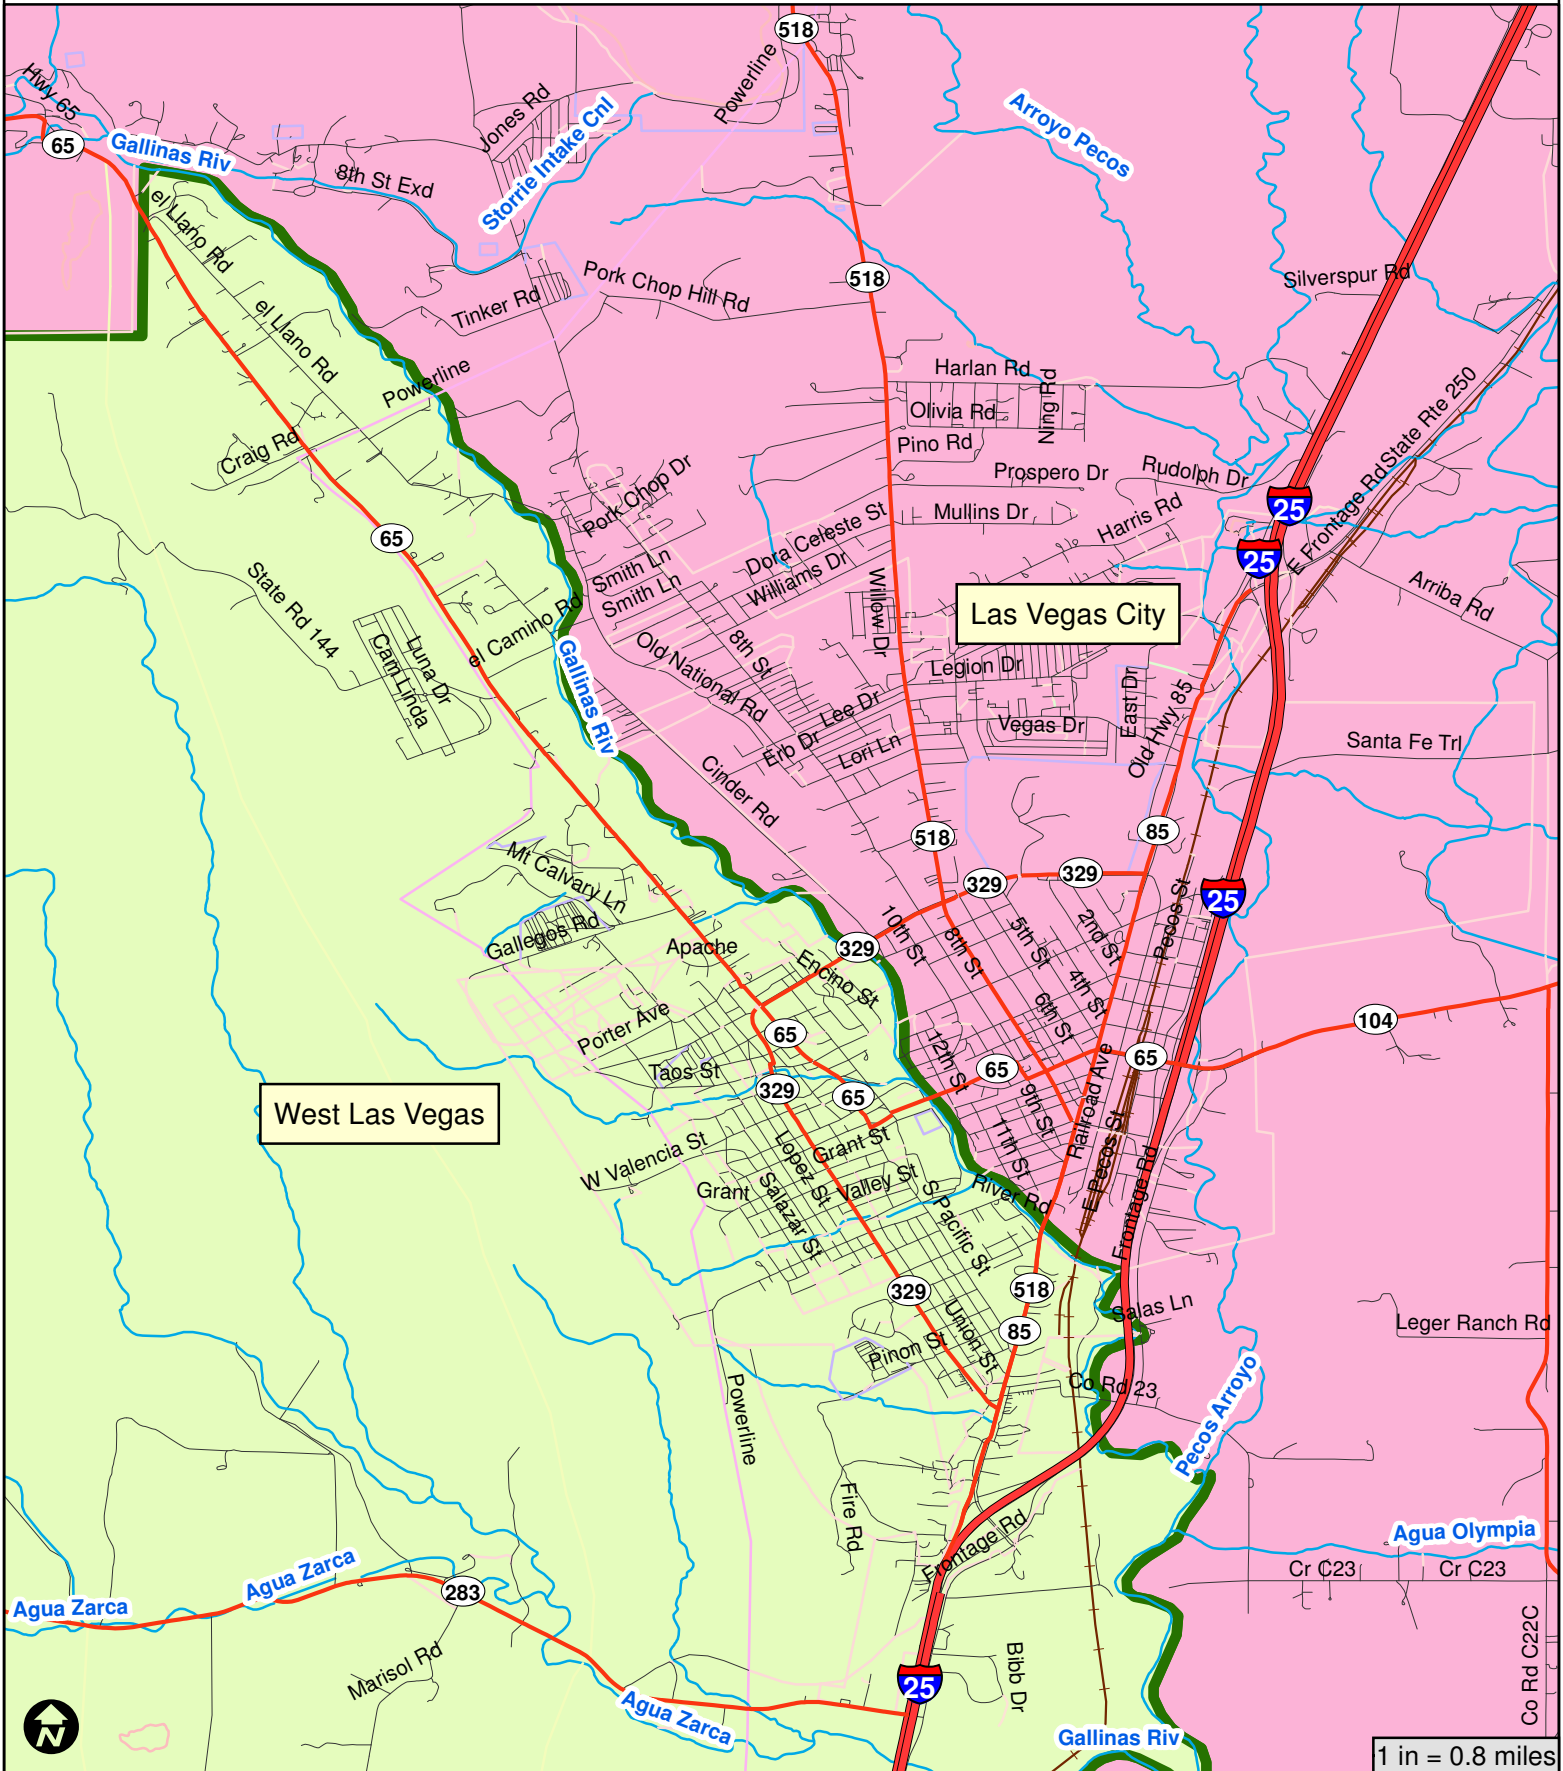 518
Powerline
Hwy 65
65
Gallinas Riv
Jones Rd
Storrie Intake Cnl
8th St Exd
Arroyo Pecos
el Llano Rd
518
Silverspur Rd
Pork Chop Hill Rd
Tinker Rd
el Llano Rd
Powerline
Harlan Rd
Olivia Rd
Ning Rd
State Rte 250
Craig Rd
Pino Rd
Prospero Dr
Rudolph Dr
Pork Chop Dr
Mullins Dr
Harris Rd
25
E Frontage Rd
65
Dora Celeste St
25
Smith Ln
Williams Dr
Smith Ln
Willow Dr
Arriba Rd
State Rd 144
Las Vegas City
el Camino Rd
Luna Dr
Cam Linda
Gallinas Riv
Old National Rd
8th St
Legion Dr
East Dr
Lee Dr
Vegas Dr
Old Hwy 85
Erb Dr
Lori Ln
Santa Fe Trl
Cinder Rd
518
85
Mt Calvary Ln
329
329
25
Gallegos Rd
Apache
329
10th St
8th St
5th St
2nd St
Pecos St
Encino St
4th St
6th St
104
Porter Ave
65
12th St
65
65
Taos St
329
65
9th St
Railroad Ave
West Las Vegas
W Valencia St
Lopez St
Grant St
11th St
E Pecos St
Grant
Salazar St
Valley St
S Pacific St
River Rd
Frontage Rd
329
518
Salas Ln
Union St
85
Leger Ranch Rd
Pinon St
Co Rd 23
Powerline
Pecos Arroyo
Fire Rd
Frontage Rd
Agua Olympia
Cr C23
Cr C23
Agua Zarca
Agua Zarca
283
Marisol Rd
Bibb Dr
Co Rd C22C
25
Agua Zarca
Gallinas Riv
N
1 in = 0.8 miles